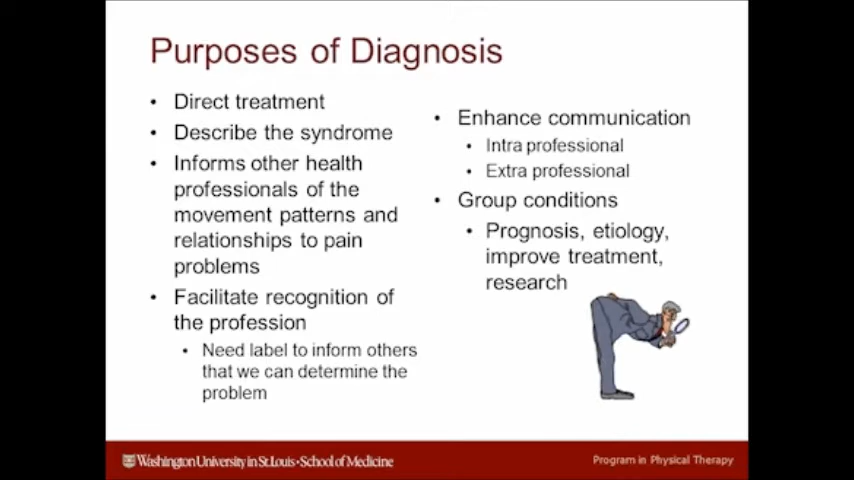 Purposes of Diagnosis
• Direct treatment
• Describe the syndrome
• Informs other health
professionals of the
movement patterns and
relationships to pain
problems
• Facilitate recognition of
the profession
• Need label to inform others
that we can determine the
problem
• Enhance communication
• Intra professional
• Extra professional
• Group conditions
• Prognosis, etiology,
improve treatment,
research
Washington University in St. Louis • School of Medicine
Program in Physical Therapy